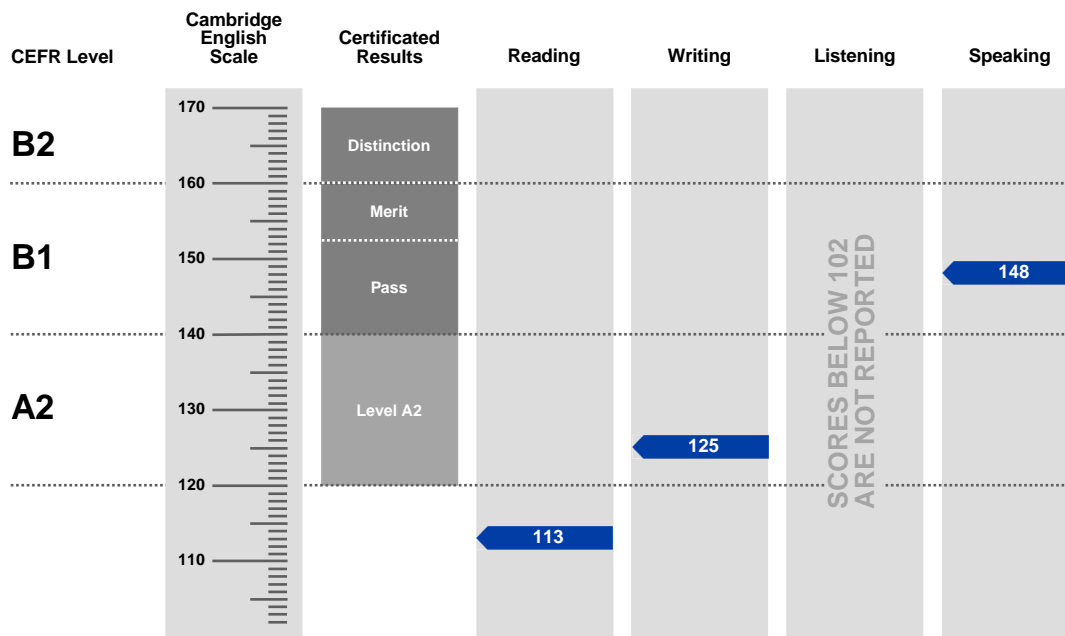 CEFR Level
Cambridge
English
Scale
Certificated
Results
Reading
Writing
Listening
Speaking
170
B2
Distinction
160
Merit
B1
150
148
Pass
140
SCORES BELOW 102
ARE NOT REPORTED
A2
130
Level A2
125
120
113
110